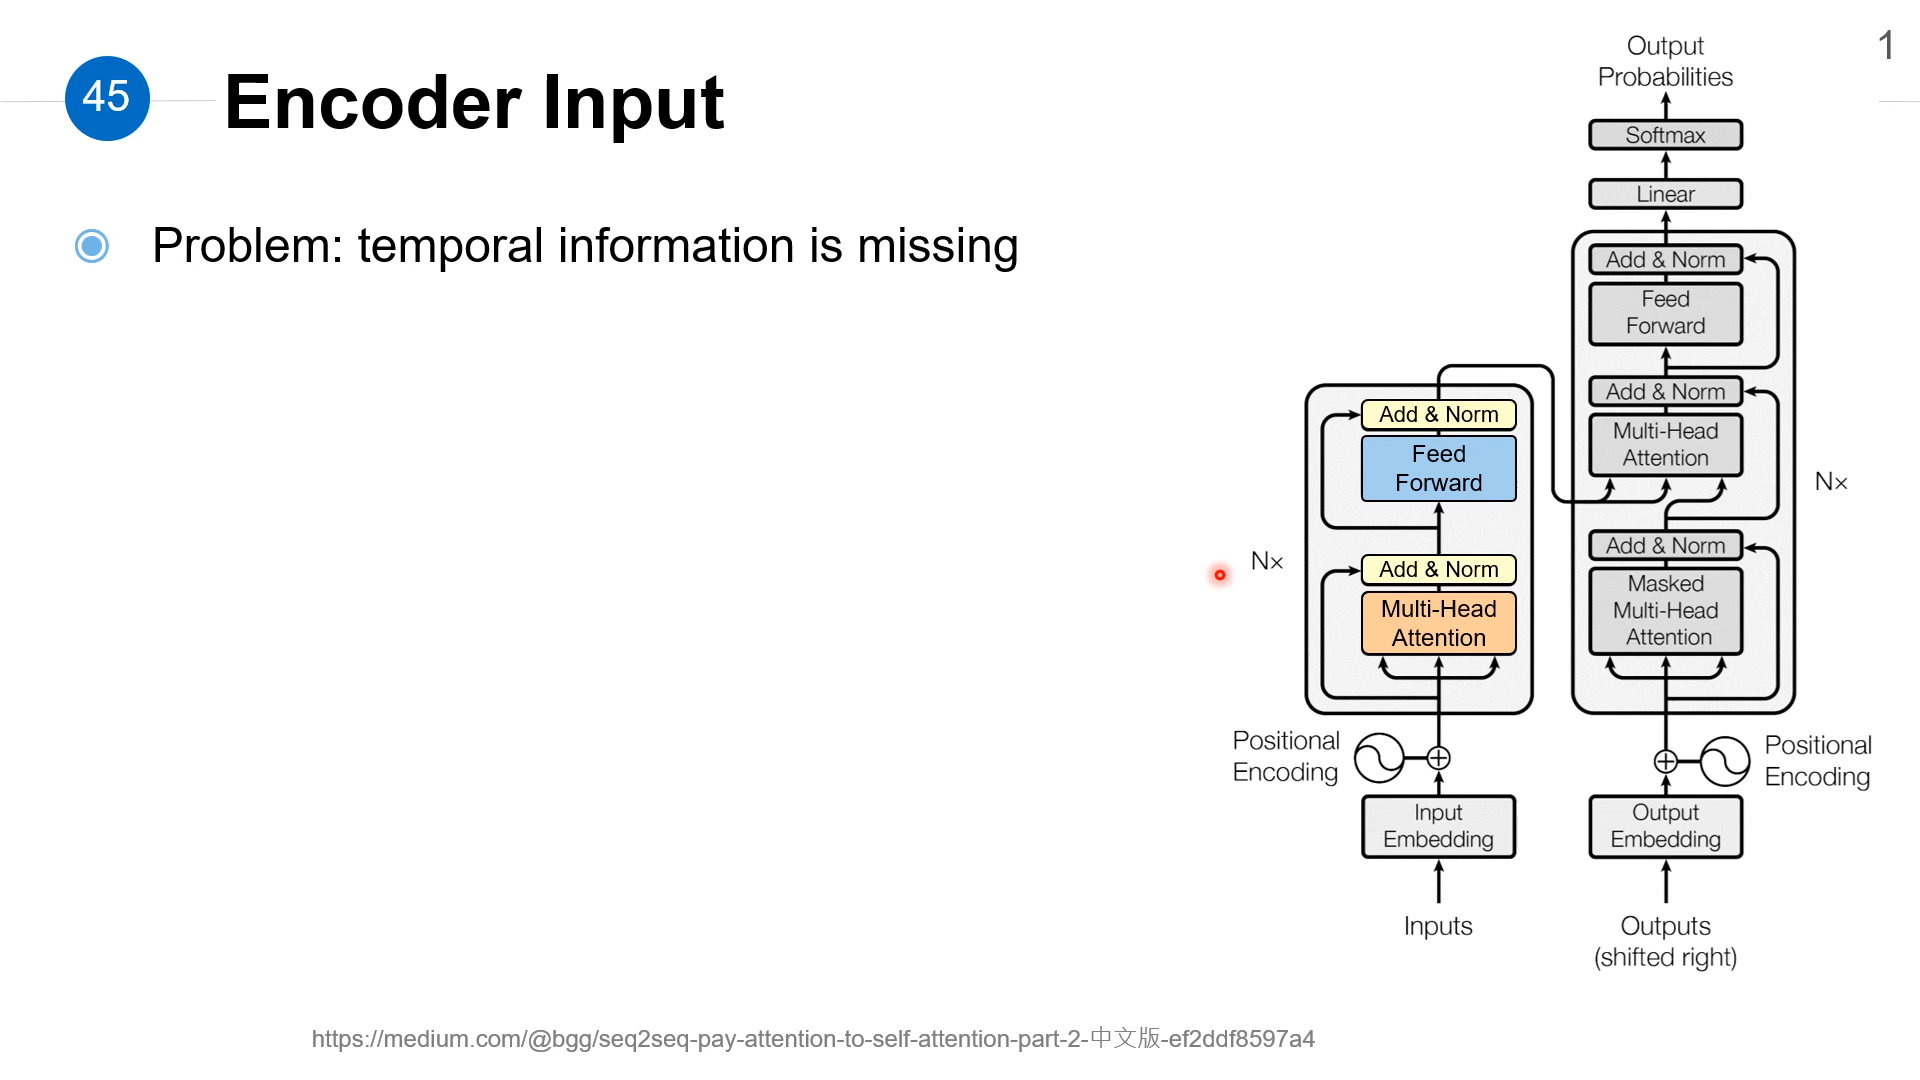 45
Encoder Input
1
Problem: temporal information is missing
Output
Probabilities
Softmax
Linear
Add & Norm
Feed
Forward
Add & Norm
Multi-Head
Attention
N×
Add & Norm
Masked
Multi-Head
Attention
Add & Norm
Feed
Forward
N×
Add & Norm
Multi-Head
Attention
Positional
Encoding
Positional
Encoding
Input
Embedding
Output
Embedding
Inputs
Outputs
(shifted right)
https://medium.com/@bgg/seq2seq-pay-attention-to-self-attention-part-2-中文版-ef2ddf8597a4